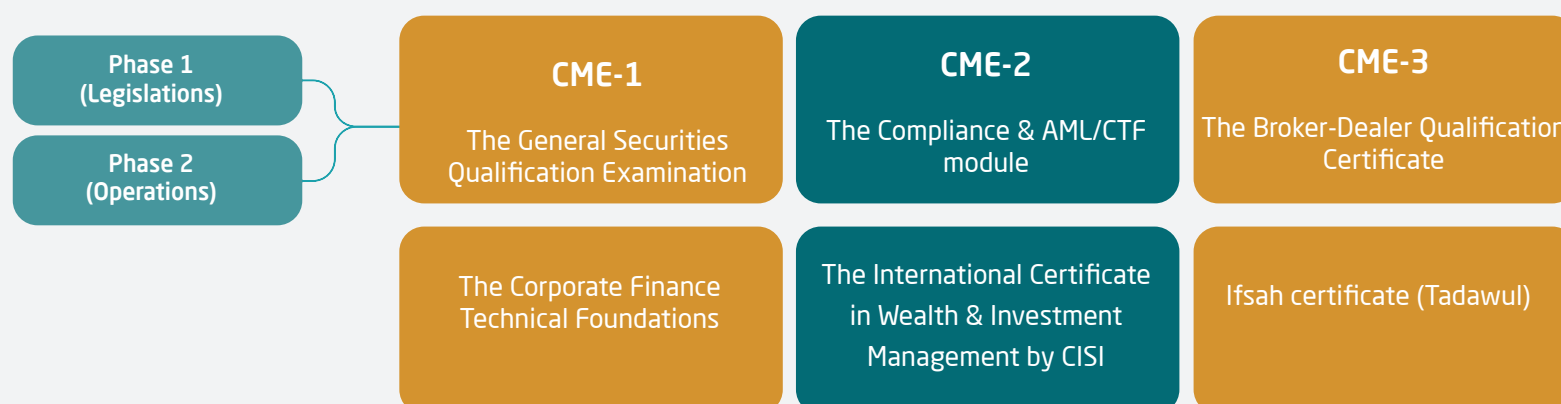 Phase 1
(Legislations)
Phase 2
(Operations)
CME-1
The General Securities
Qualification Examination
CME-2
The Compliance & AML/CTF
module
CME-3
The Broker-Dealer Qualification
Certificate
The Corporate Finance
Technical Foundations
The International Certificate
in Wealth & Investment
Management by CISI
Ifsah certificate (Tadawul)